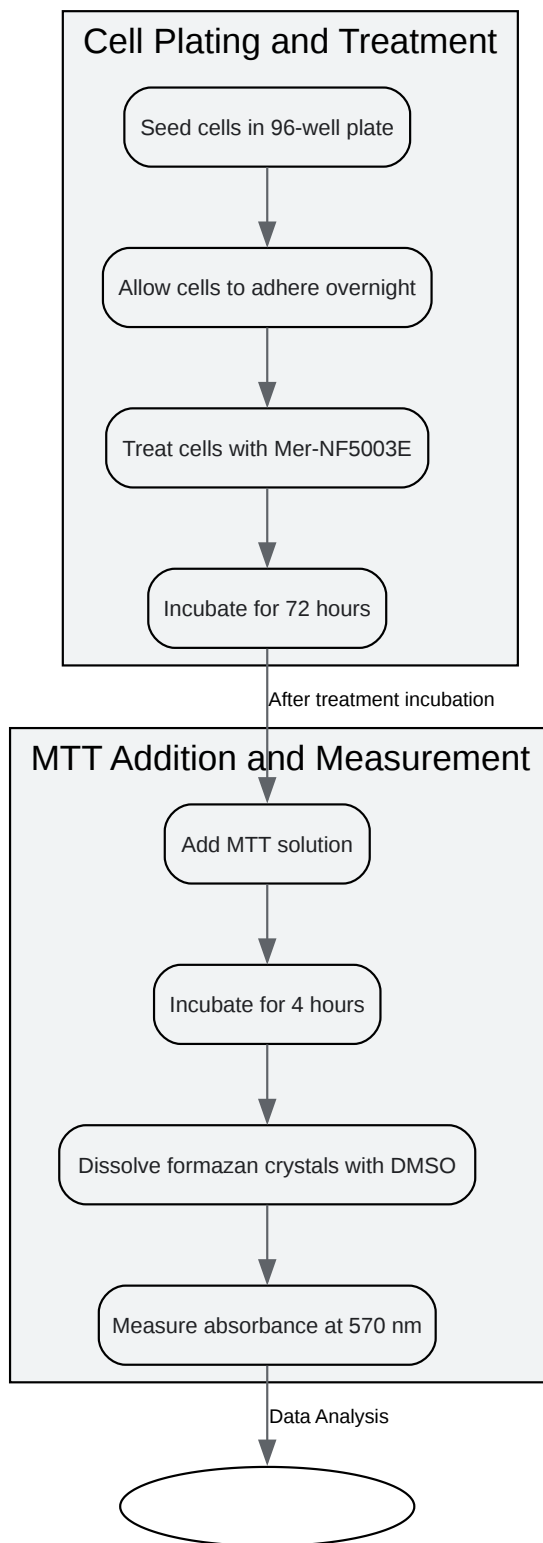 Cell Plating and Treatment
Seed cells in 96-well plate
Allow cells to adhere overnight
Treat cells with Mer-NF5003E
Incubate for 72 hours
After treatment incubation
MTT Addition and Measurement
Add MTT solution
Incubate for 4 hours
Dissolve formazan crystals with DMSO
Measure absorbance at 570 nm
Data Analysis